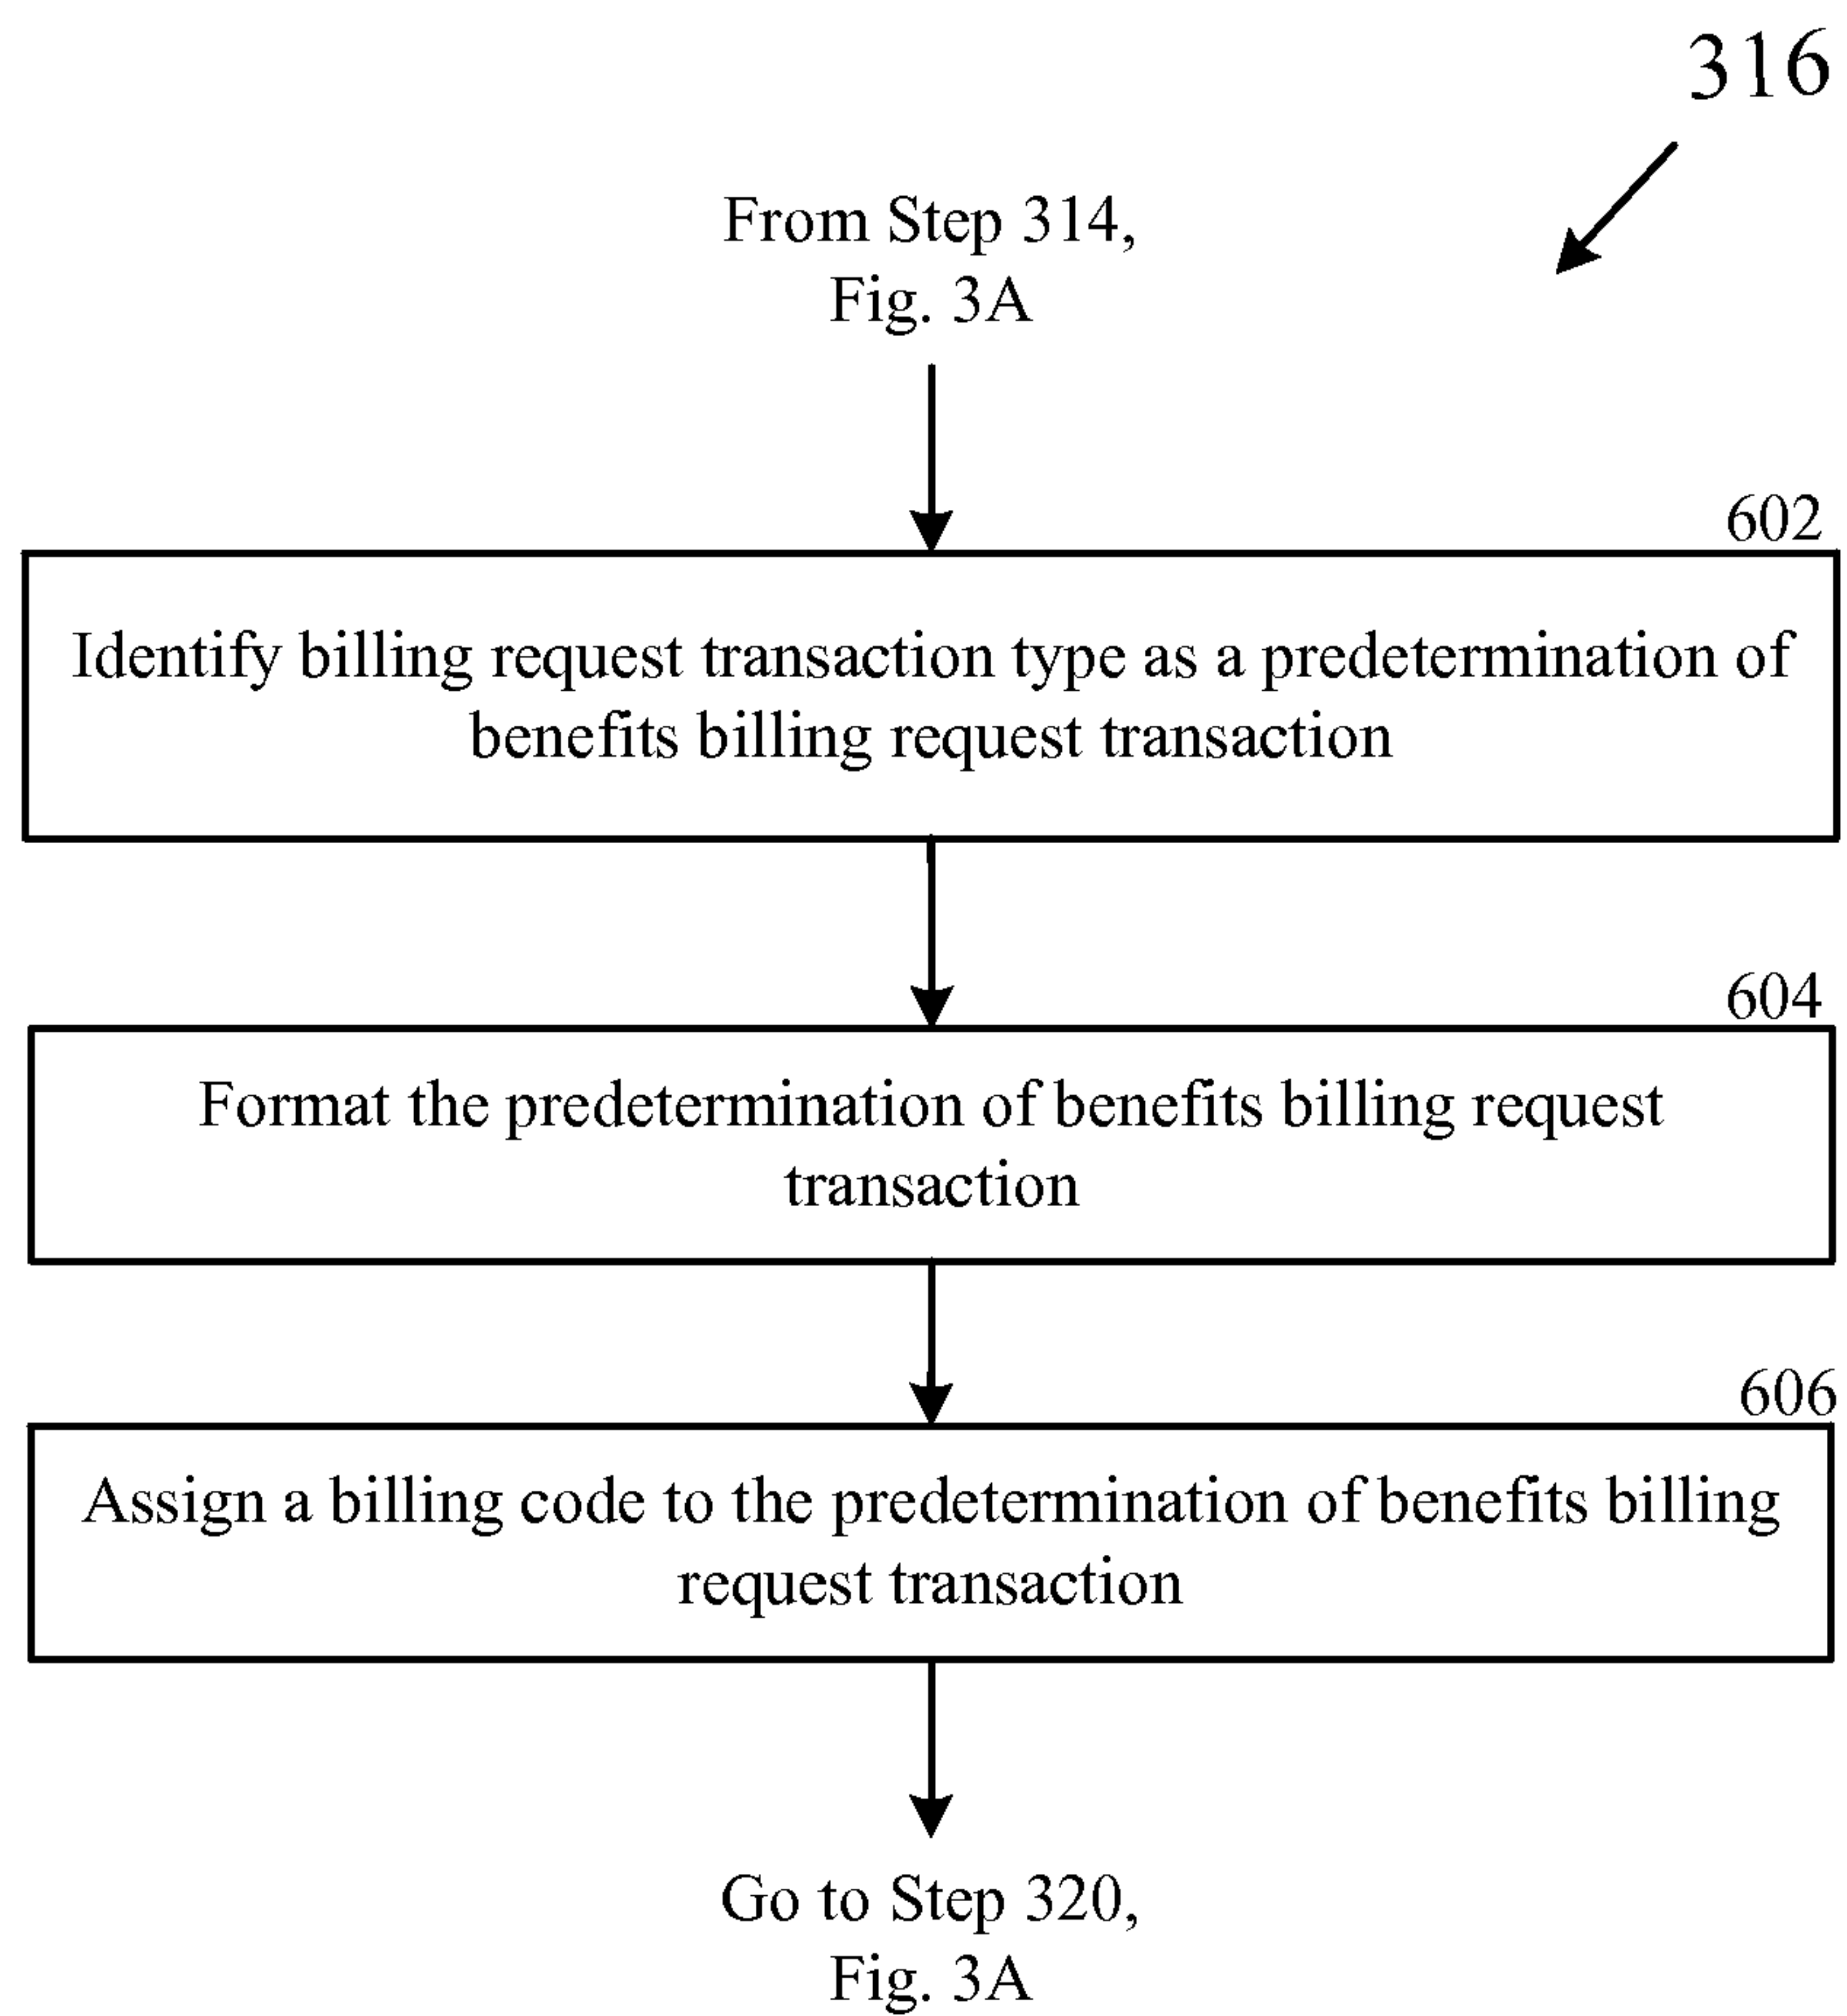 316
From Step 314,
Fig. 3A
602
Identify billing request transaction type as a predetermination of
benefits billing request transaction
604
Format the predetermination of benefits billing request
transaction
606
Assign a billing code to the predetermination of benefits billing
request transaction
Go to Step 320,
Fig. 3A